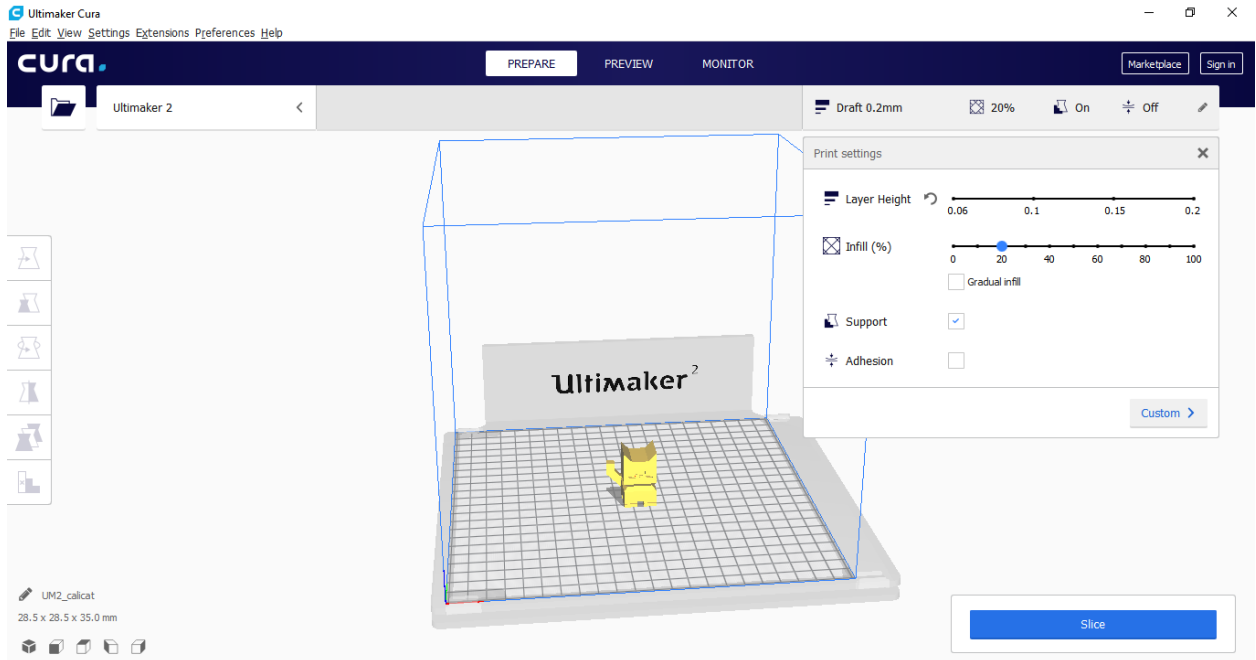 Ultimaker Cura
File Edit View Settings Extensions Preferences Help
cura.
PREPARE PREVIEW MONITOR
Marketplace Sign in
Ultimaker 2
Draft 0.2mm 20% On Off
Print settings
Layer Height
0.06 0.1 0.15 0.2
Infill (%)
0 20 40 60 80 100
Gradual infill
Support
Adhesion
Custom
Ultimaker 2
UM2_calicat
28.5 x 28.5 x 35.0 mm
Slice